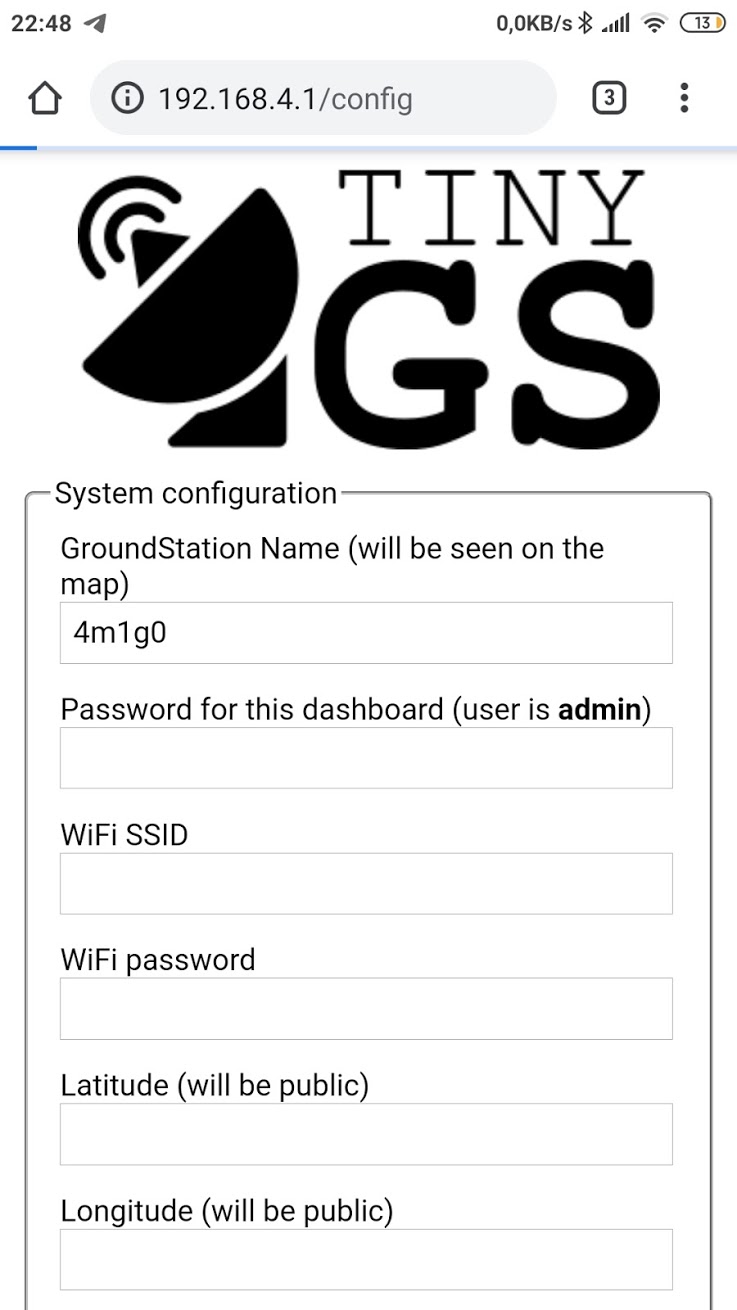 22:48 0,0KB/s 13
192.168.4.1/config 3
TINY
GS
System configuration
GroundStation Name (will be seen on the
map)
4m1g0
Password for this dashboard (user is admin)
WiFi SSID
WiFi password
Latitude (will be public)
Longitude (will be public)